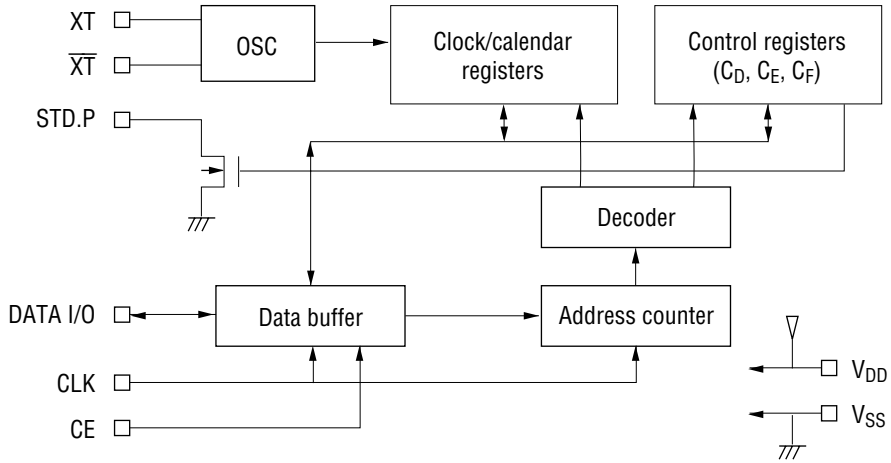 XT
OSC
Clock/calendar
registers
Control registers
(C_D, C_E, C_F)
X̅T̅
STD.P
Decoder
DATA I/O
Data buffer
Address counter
CLK
V_DD
CE
V_SS